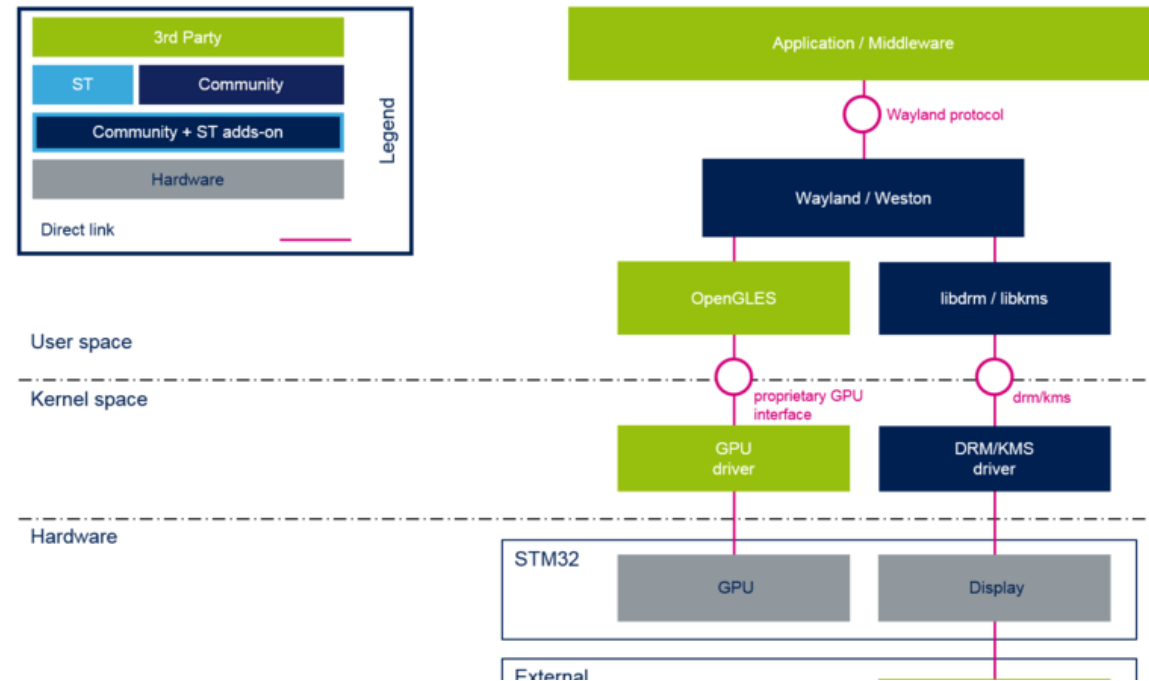 3rd Party
ST
Community
Community + ST adds-on
Hardware
Direct link
Legend
Application / Middleware
Wayland protocol
Wayland / Weston
OpenGLES
libdrm / libkms
User space
Kernel space
proprietary GPU
interface
drm/kms
GPU
driver
DRM/KMS
driver
Hardware
STM32
GPU
Display
External